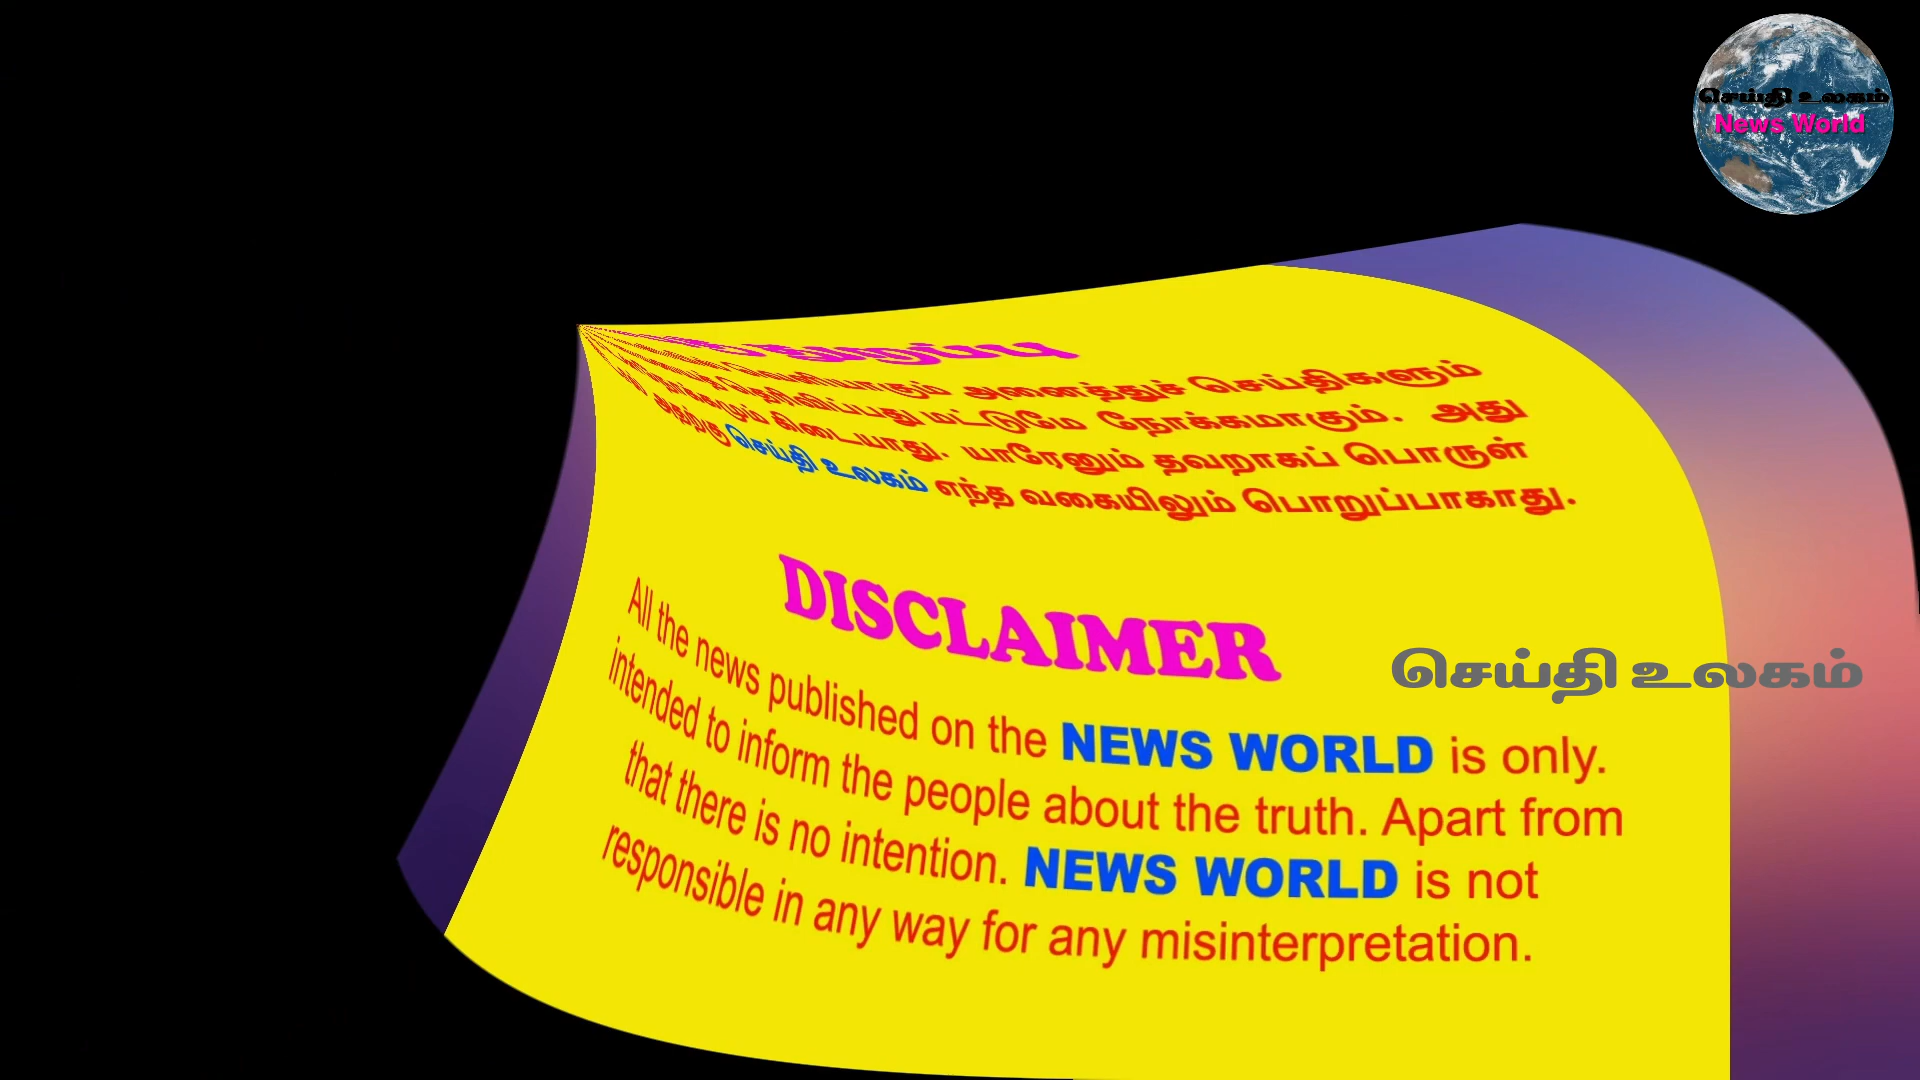 செய்தி உலகம்
News World
அனைத்துச் செய்திகளும்
மட்டுமே நோக்கமாகும். அது
கிடையாது. யாரேனும் தவறாகப் பொருள்
அதற்கு செய்தி உலகம் எந்த வகையிலும் பொறுப்பாகாது.
DISCLAIMER
All the news published on the NEWS WORLD is only.
intended to inform the people about the truth. Apart from
that there is no intention. NEWS WORLD is not
responsible in any way for any misinterpretation.
செய்தி உலகம்